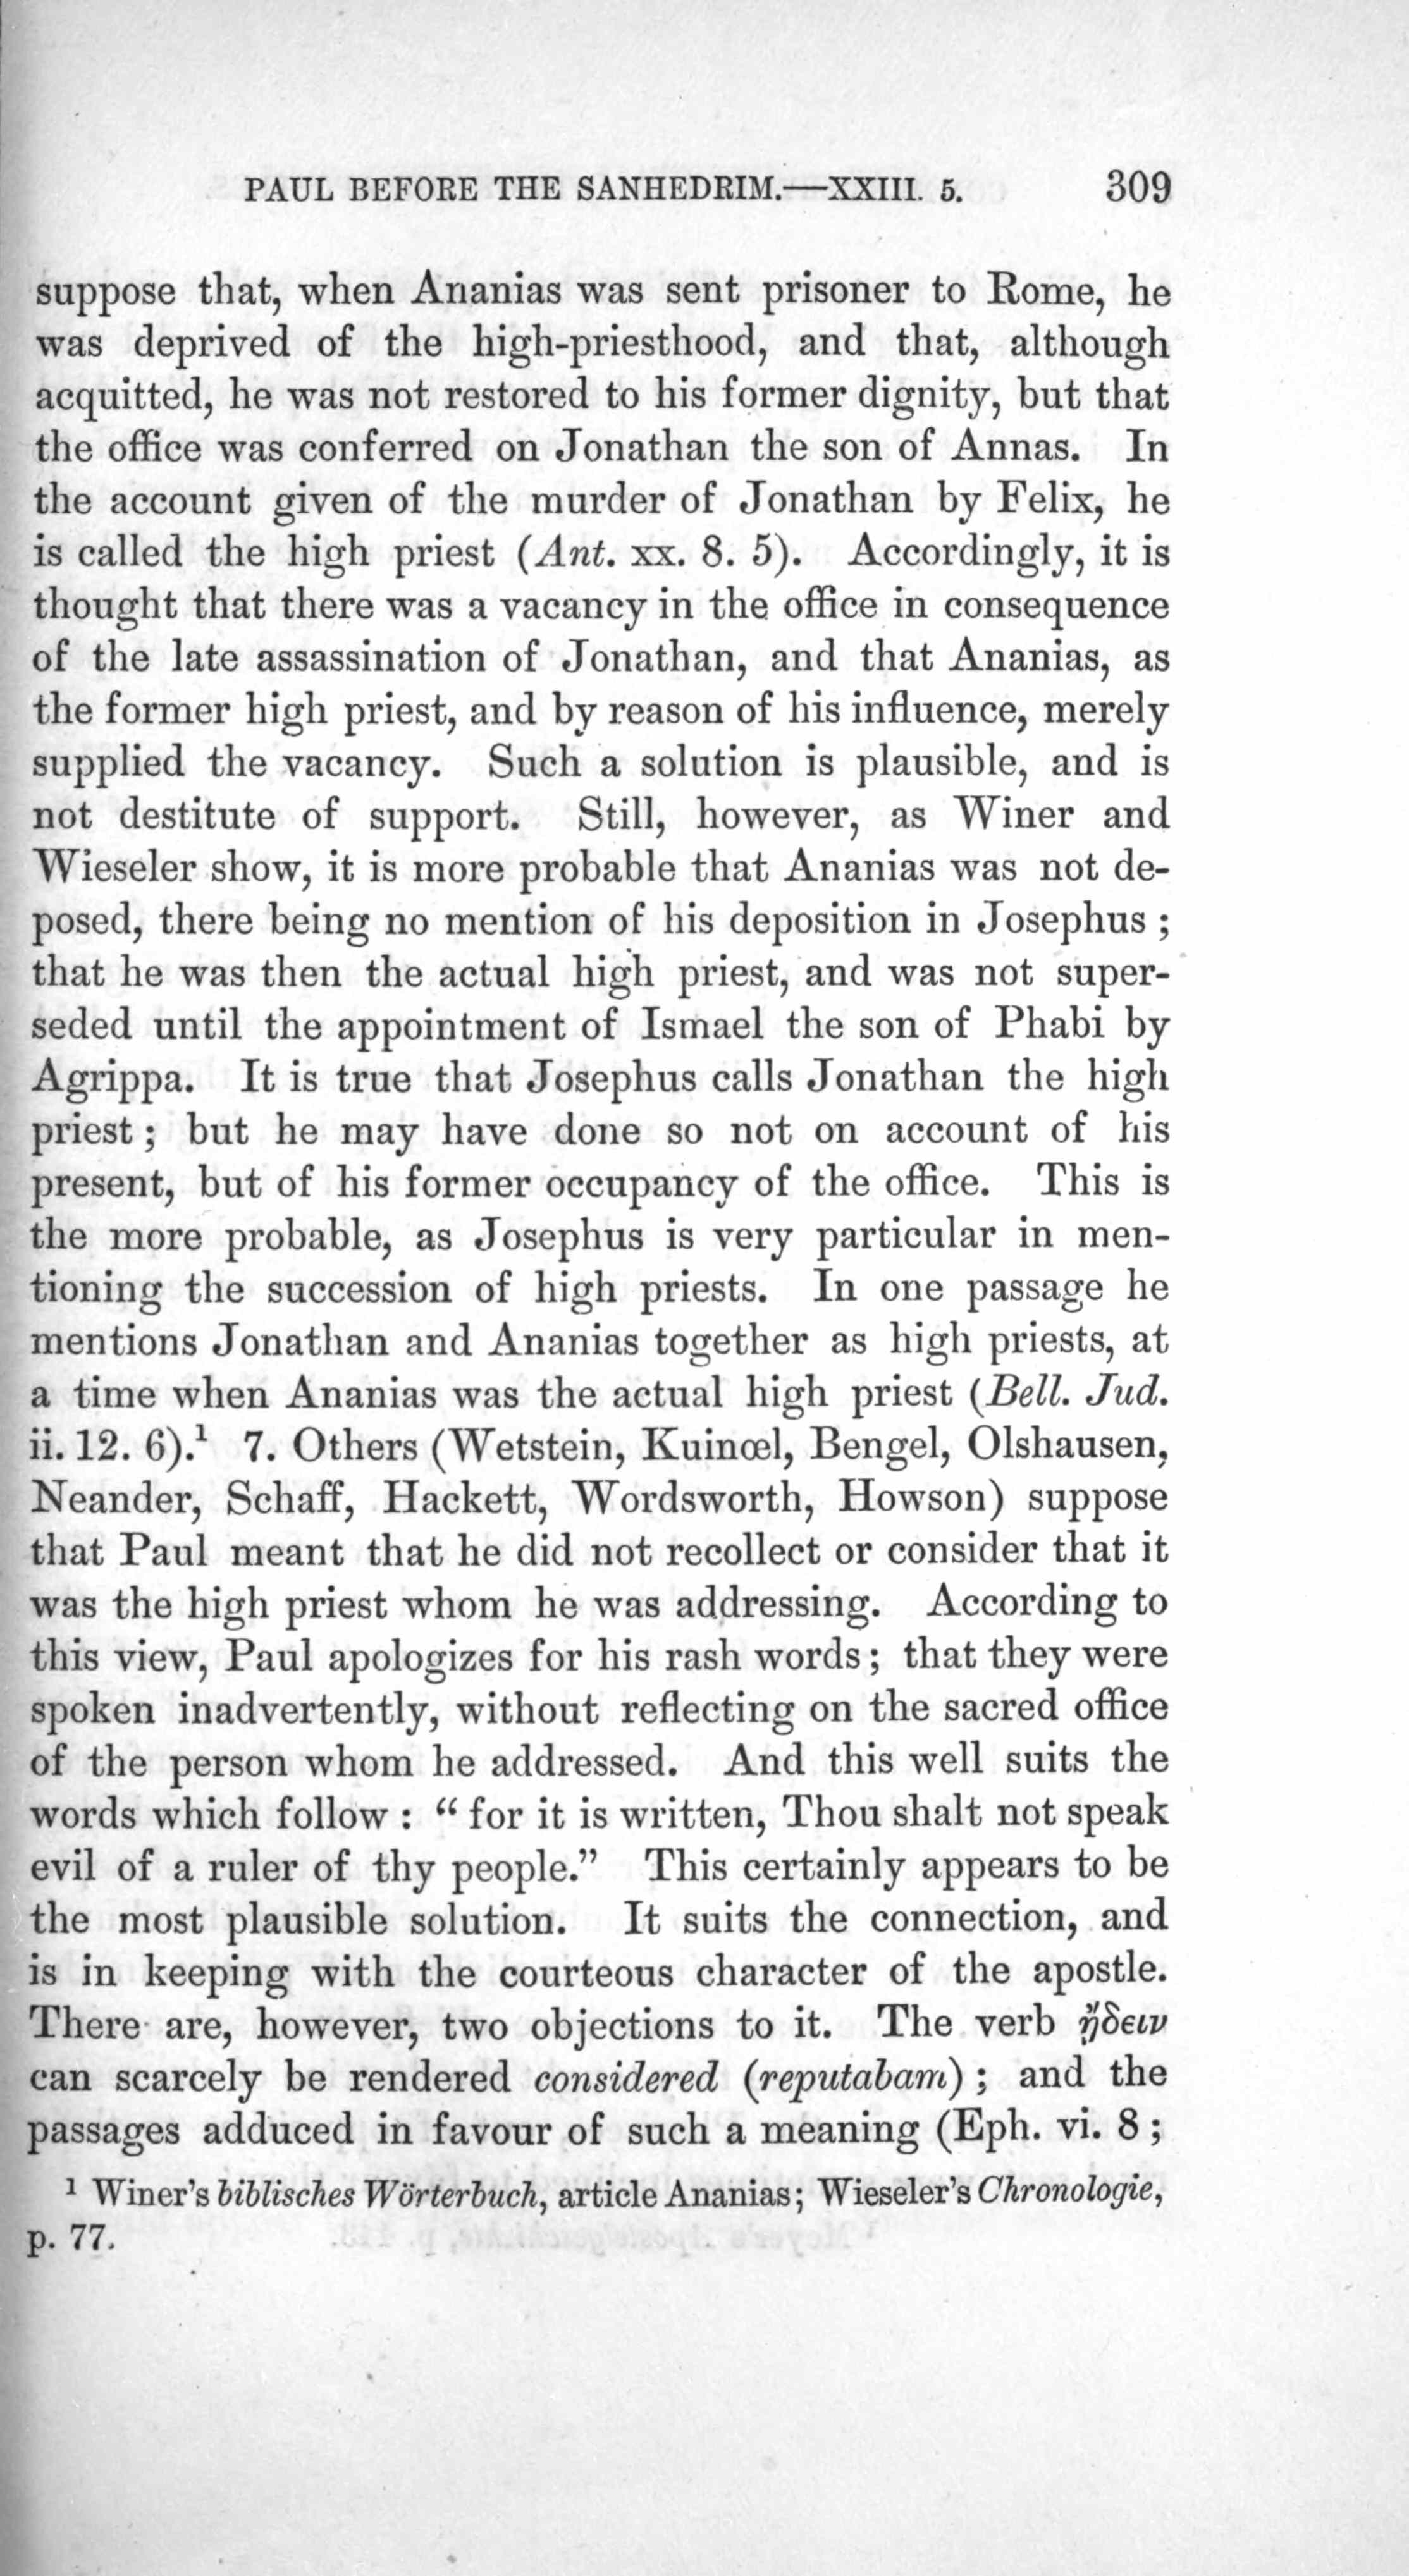 PAUL BEFORE THE SANHEDRIM.—XXIII. 5. 309
suppose that, when Ananias was sent prisoner to Rome, he
was deprived of the high-priesthood, and that, although
acquitted, he was not restored to his former dignity, but that
the office was conferred on Jonathan the son of Annas. In
the account given of the murder of Jonathan by Felix, he
is called the high priest (Ant. xx. 8. 5). Accordingly, it is
thought that there was a vacancy in the office in consequence
of the late assassination of Jonathan, and that Ananias, as
the former high priest, and by reason of his influence, merely
supplied the vacancy. Such a solution is plausible, and is
not destitute of support. Still, however, as Winer and
Wieseler show, it is more probable that Ananias was not de-
posed, there being no mention of his deposition in Josephus ;
that he was then the actual high priest, and was not super-
seded until the appointment of Ismael the son of Phabi by
Agrippa. It is true that Josephus calls Jonathan the high
priest ; but he may have done so not on account of his
present, but of his former occupancy of the office. This is
the more probable, as Josephus is very particular in men-
tioning the succession of high priests. In one passage he
mentions Jonathan and Ananias together as high priests, at
a time when Ananias was the actual high priest (Bell. Jud.
ii. 12. 6).¹ 7. Others (Wetstein, Kuinœl, Bengel, Olshausen,
Neander, Schaff, Hackett, Wordsworth, Howson) suppose
that Paul meant that he did not recollect or consider that it
was the high priest whom he was addressing. According to
this view, Paul apologizes for his rash words ; that they were
spoken inadvertently, without reflecting on the sacred office
of the person whom he addressed. And this well suits the
words which follow : “ for it is written, Thou shalt not speak
evil of a ruler of thy people.” This certainly appears to be
the most plausible solution. It suits the connection, and
is in keeping with the courteous character of the apostle.
There are, however, two objections to it. The verb ᾔδειν
can scarcely be rendered considered (reputabam) ; and the
passages adduced in favour of such a meaning (Eph. vi. 8 ;
¹ Winer's biblisches Wörterbuch, article Ananias; Wieseler's Chronologie,
p. 77.